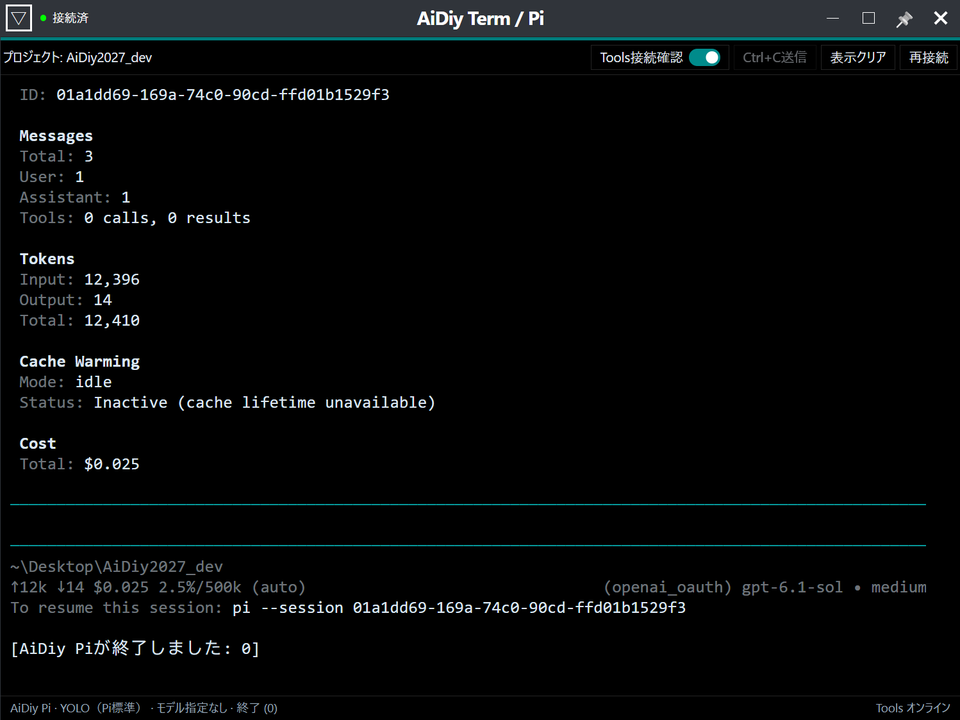 接続済
AiDiy Term / Pi
プロジェクト: AiDiy2027_dev
Tools接続確認
Ctrl+C送信
表示クリア
再接続
ID: 01a1dd69-169a-74c0-90cd-ffd01b1529f3
Messages
Total: 3
User: 1
Assistant: 1
Tools: 0 calls, 0 results
Tokens
Input: 12,396
Output: 14
Total: 12,410
Cache Warming
Mode: idle
Status: Inactive (cache lifetime unavailable)
Cost
Total: $0.025
~\Desktop\AiDiy2027_dev
↑12k ↓14 $0.025 2.5%/500k (auto) (openai_oauth) gpt-6.1-sol • medium
To resume this session: pi --session 01a1dd69-169a-74c0-90cd-ffd01b1529f3
[AiDiy Piが終了しました: 0]
AiDiy Pi · YOLO（Pi標準） · モデル指定なし · 終了 (0)
Tools オンライン